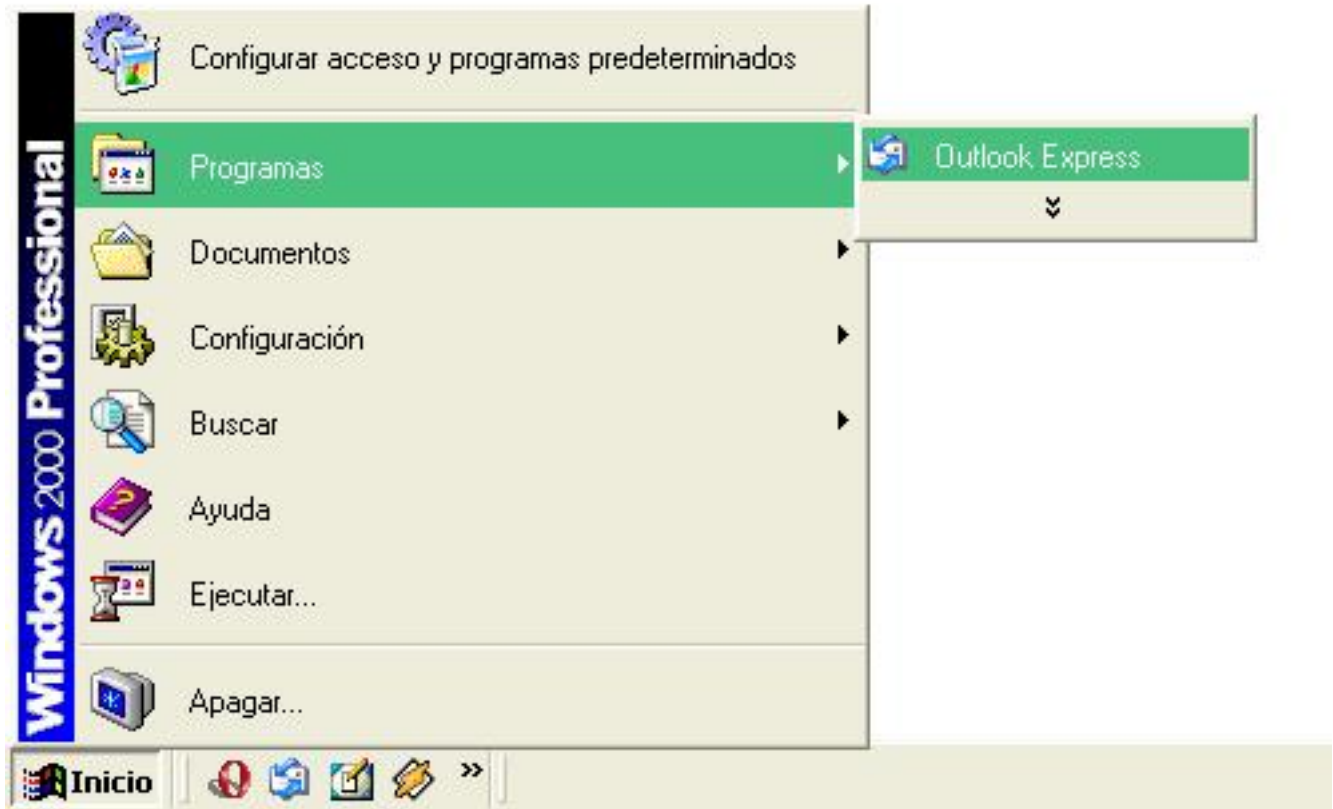 Configurar acceso y programas predeterminados
Programas
Outlook Express
Documentos
Configuración
Buscar
Ayuda
Ejecutar...
Apagar...
Windows 2000 Professional
Inicio